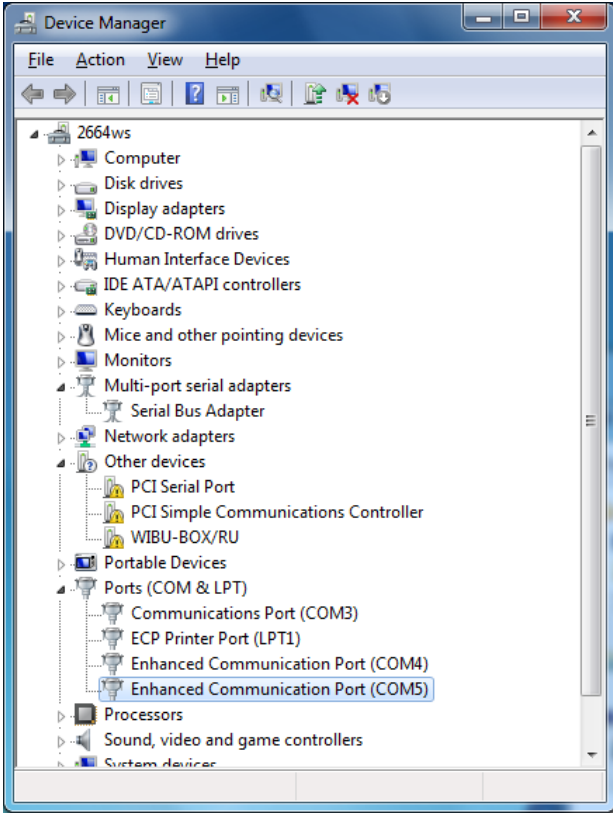 Device Manager
File Action View Help
2664ws
Computer
Disk drives
Display adapters
DVD/CD-ROM drives
Human Interface Devices
IDE ATA/ATAPI controllers
Keyboards
Mice and other pointing devices
Monitors
Multi-port serial adapters
Serial Bus Adapter
Network adapters
Other devices
PCI Serial Port
PCI Simple Communications Controller
WIBU-BOX/RU
Portable Devices
Ports (COM & LPT)
Communications Port (COM3)
ECP Printer Port (LPT1)
Enhanced Communication Port (COM4)
Enhanced Communication Port (COM5)
Processors
Sound, video and game controllers
System devices